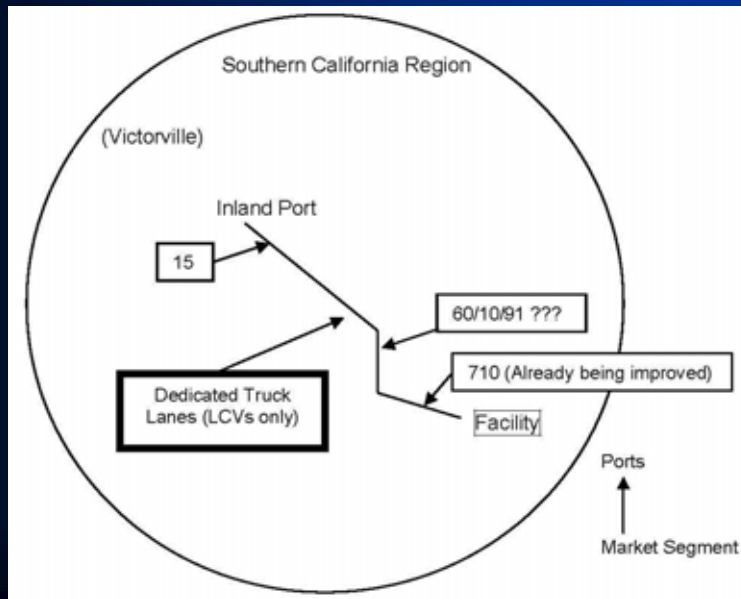 Southern California Region
(Victorville)
Inland Port
15
60/10/91 ???
710 (Already being improved)
Dedicated Truck
Lanes (LCVs only)
Facility
Ports
Market Segment